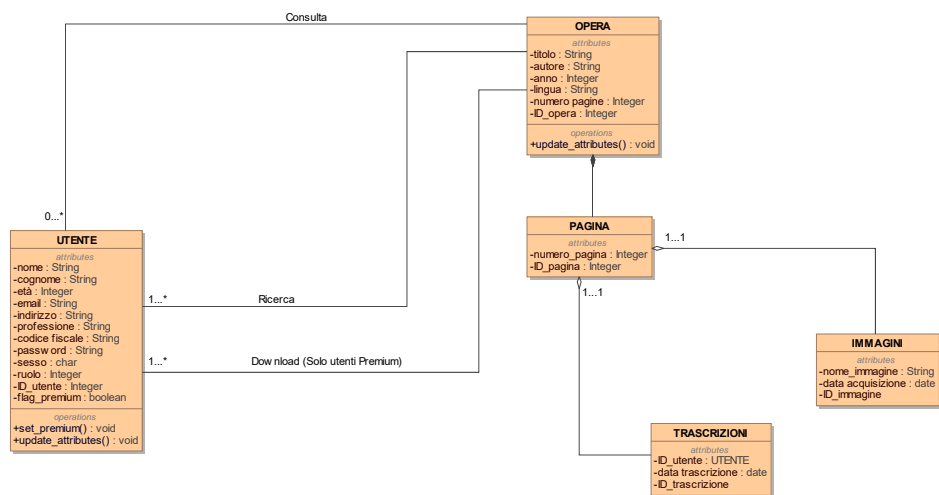 Consulta
OPERA
attributes
-titolo : String
-autore : String
-anno : Integer
-lingua : String
-numero pagine : Integer
-ID_opera : Integer
operations
+update_attributes() : void
0...*
UTENTE
attributes
-nome : String
-cognome : String
-età : Integer
-email : String
-indirizzo : String
-professione : String
-codice fiscale : String
-password : String
-sesso : char
-ruolo : Integer
-ID_utente : Integer
-flag_premium : boolean
operations
+set_premium() : void
+update_attributes() : void
1...*
Ricerca
1...*
Download (Solo utenti Premium)
PAGINA
attributes
-numero_pagina : Integer
-ID_pagina : Integer
1...1
1...1
IMMAGINI
attributes
-nome_immagine : String
-data acquisizione : date
-ID_immagine
TRASCRIZIONI
attributes
-ID_utente : UTENTE
-data trascrizione : date
-ID_trascrizione